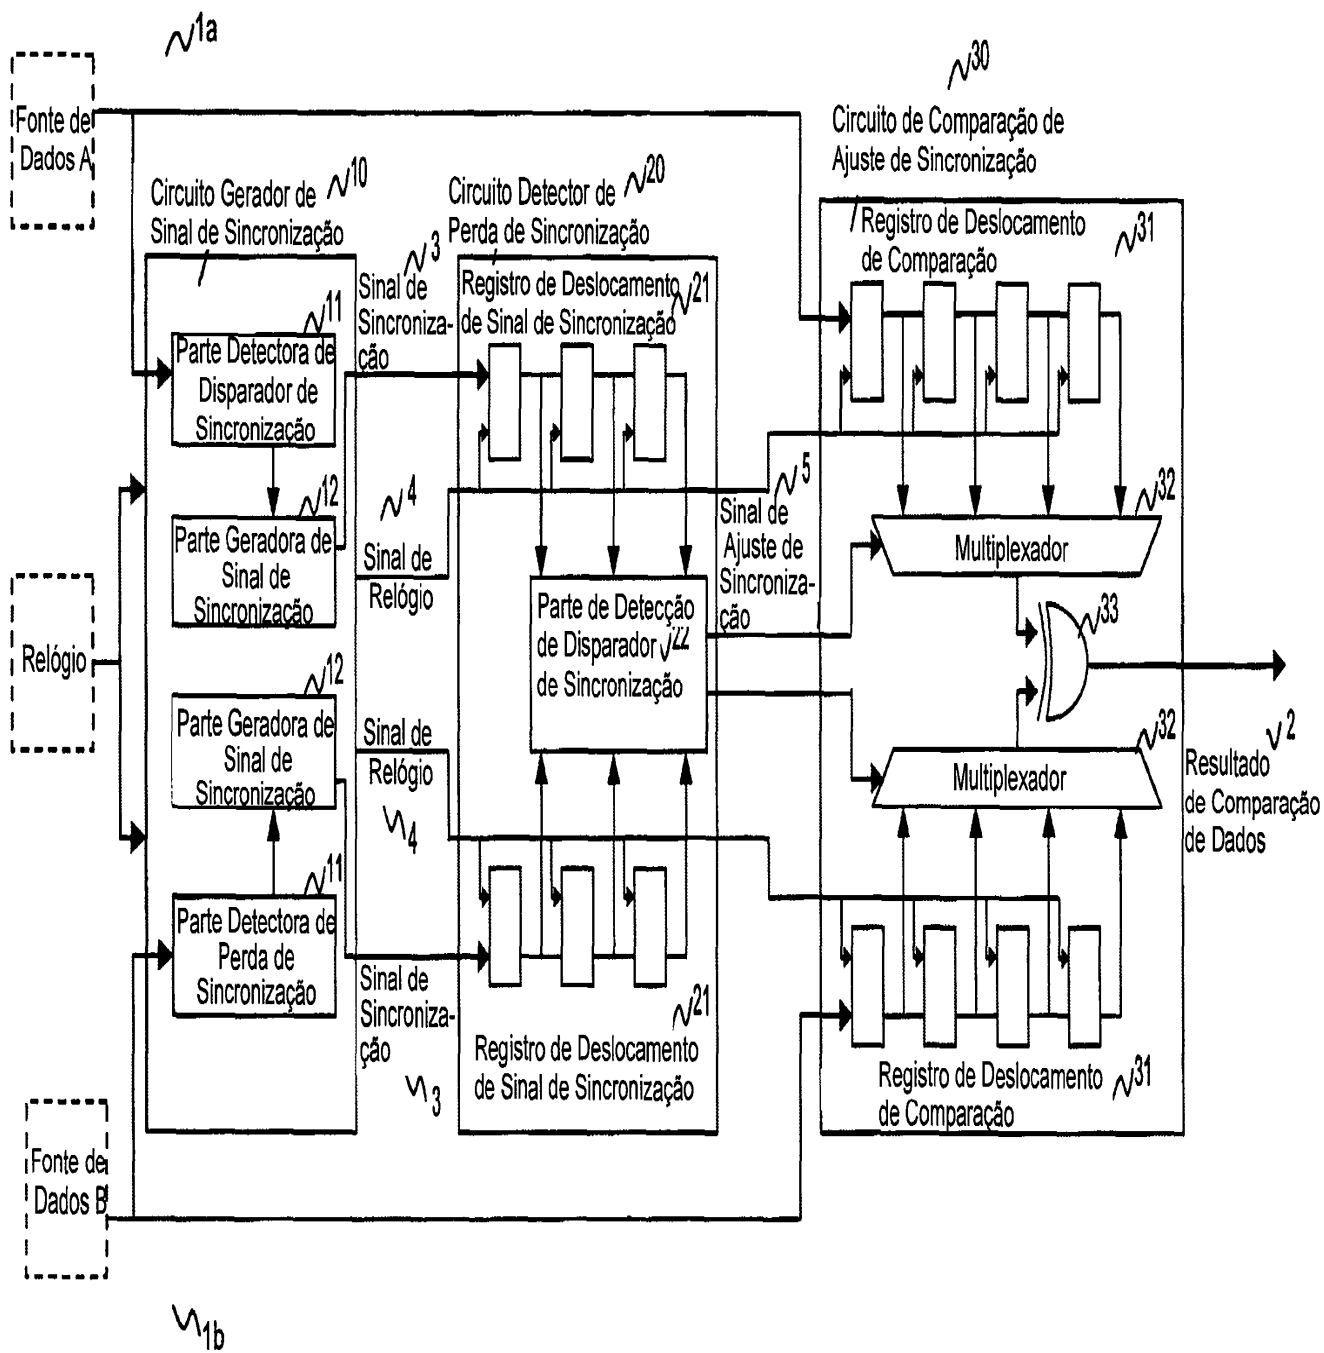 1a
30
Fonte de
Dados A
Circuito de Comparação de
Ajuste de Sincronização
Circuito Gerador de
Sinal de Sincronização
10
Circuito Detector de
Perda de Sincronização
20
Registro de Deslocamento
de Comparação
31
3
Sinal de
Sincroniza-
ção
Registro de Deslocamento
de Sinal de Sincronização
21
11
Parte Detectora de
Disparador de
Sincronização
12
Parte Geradora de
Sinal de
Sincronização
4
Sinal de
Relógio
5
Sinal de
Ajuste de
Sincroniza-
ção
32
Multiplexador
Parte de Detecção
de Disparador 22
de Sincronização
33
Relógio
12
Parte Geradora de
Sinal de
Sincronização
Sinal de
Relógio
4
32
Multiplexador
2
Resultado
de Comparação
de Dados
11
Parte Detectora de
Perda de
Sincronização
Sinal de
Sincroniza-
ção
3
21
Registro de Deslocamento
de Sinal de Sincronização
Registro de Deslocamento
de Comparação
31
Fonte de
Dados B
1b